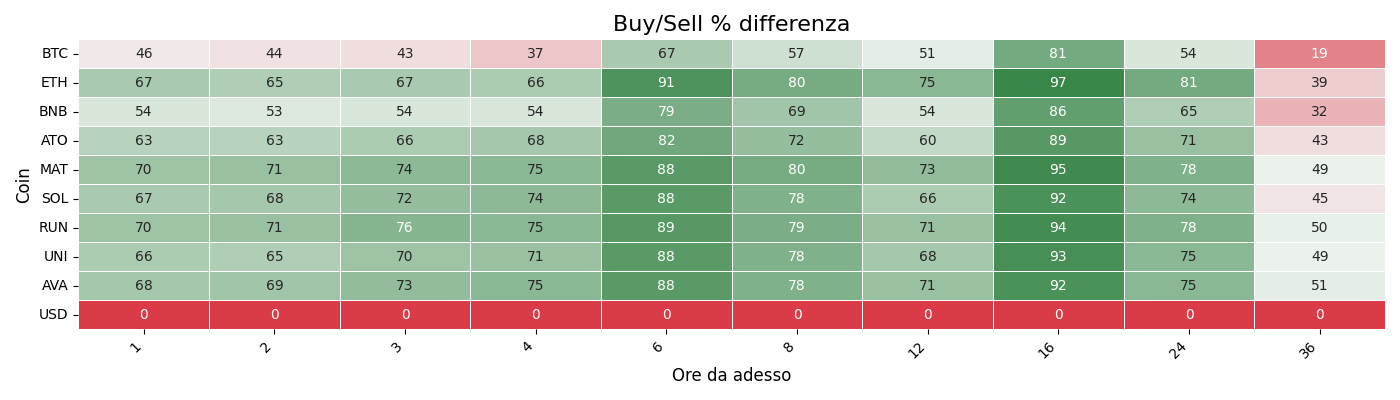 Buy/Sell % differenza
Coin
BTC 46 44 43 37 67 57 51 81 54 19
ETH 67 65 67 66 91 80 75 97 81 39
BNB 54 53 54 54 79 69 54 86 65 32
ATO 63 63 66 68 82 72 60 89 71 43
MAT 70 71 74 75 88 80 73 95 78 49
SOL 67 68 72 74 88 78 66 92 74 45
RUN 70 71 76 75 89 79 71 94 78 50
UNI 66 65 70 71 88 78 68 93 75 49
AVA 68 69 73 75 88 78 71 92 75 51
USD 0 0 0 0 0 0 0 0 0 0
1 2 3 4 6 8 12 16 24 36
Ore da adesso